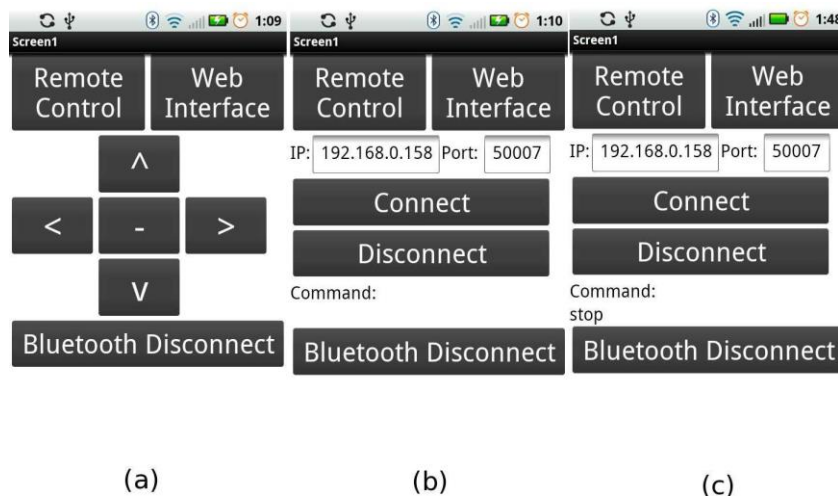 1:09
Screen1
Remote
Control
Web
Interface
^
<
-
>
v
Bluetooth Disconnect
(a)
1:10
Screen1
Remote
Control
Web
Interface
IP: 192.168.0.158 Port: 50007
Connect
Disconnect
Command:
Bluetooth Disconnect
(b)
1:48
Screen1
Remote
Control
Web
Interface
IP: 192.168.0.158 Port: 50007
Connect
Disconnect
Command:
stop
Bluetooth Disconnect
(c)